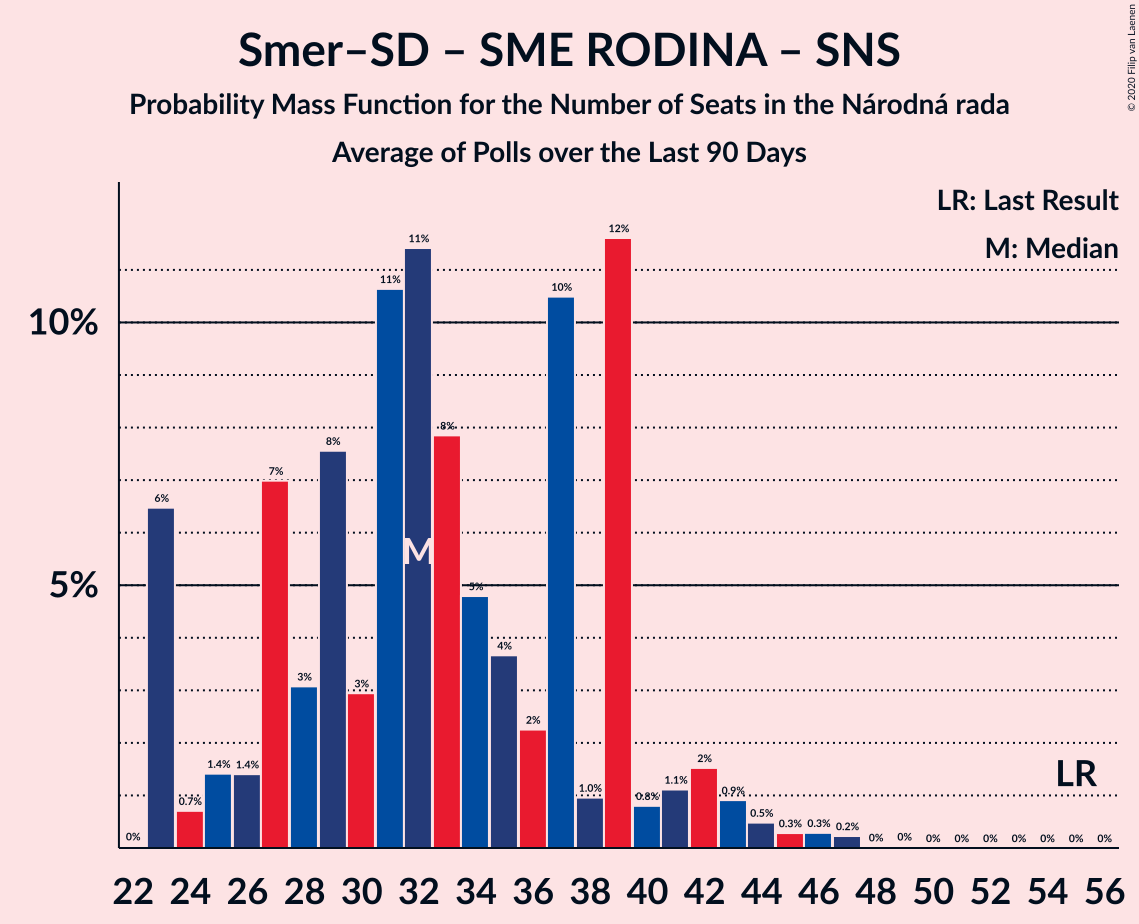 Smer–SD – SME RODINA – SNS
Probability Mass Function for the Number of Seats in the Národná rada
Average of Polls over the Last 90 Days
© 2020 Filip van Laenen
LR: Last Result
M: Median
10%
5%
0% 6% 0.7% 1.4% 1.4% 7% 3% 8% 3% 11% 11% 8% 5% 4% 2% 10% 1.0% 12% 0.8% 1.1% 2% 0.9% 0.5% 0.3% 0.3% 0.2% 0% 0% 0% 0% 0% 0% 0% 0% 0%
M
LR
22 24 26 28 30 32 34 36 38 40 42 44 46 48 50 52 54 56